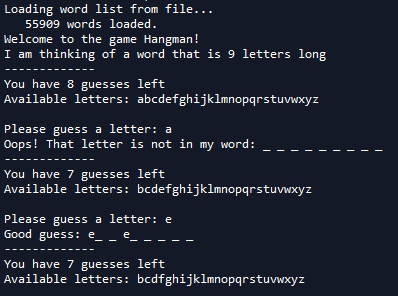 Loading word list from file...
   55909 words loaded.
Welcome to the game Hangman!
I am thinking of a word that is 9 letters long
-------------
You have 8 guesses left
Available letters: abcdefghijklmnopqrstuvwxyz

Please guess a letter: a
Oops! That letter is not in my word: _ _ _ _ _ _ _ _ _
-------------
You have 7 guesses left
Available letters: bcdefghijklmnopqrstuvwxyz

Please guess a letter: e
Good guess: e_ _ e_ _ _ _ _
-------------
You have 7 guesses left
Available letters: bcdfghijklmnopqrstuvwxyz